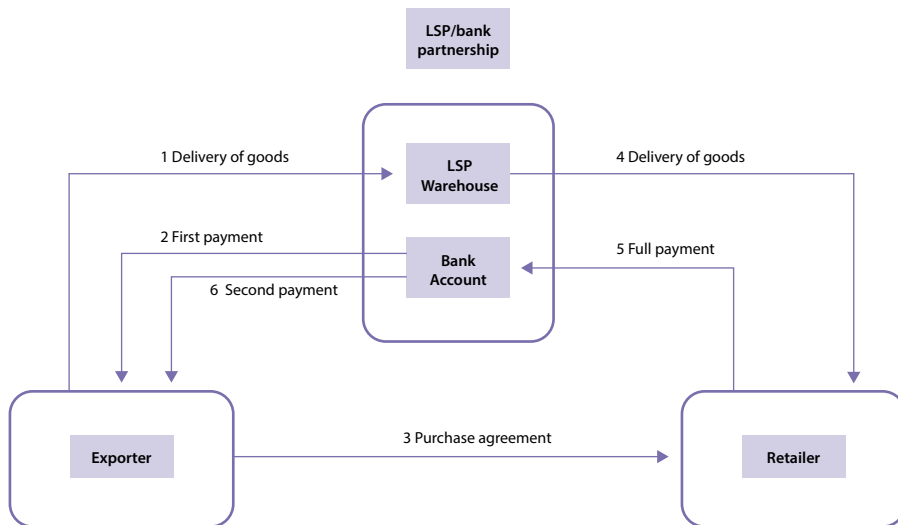 LSP/bank
partnership
1 Delivery of goods
4 Delivery of goods
LSP
Warehouse
2 First payment
5 Full payment
Bank
Account
6 Second payment
3 Purchase agreement
Exporter
Retailer